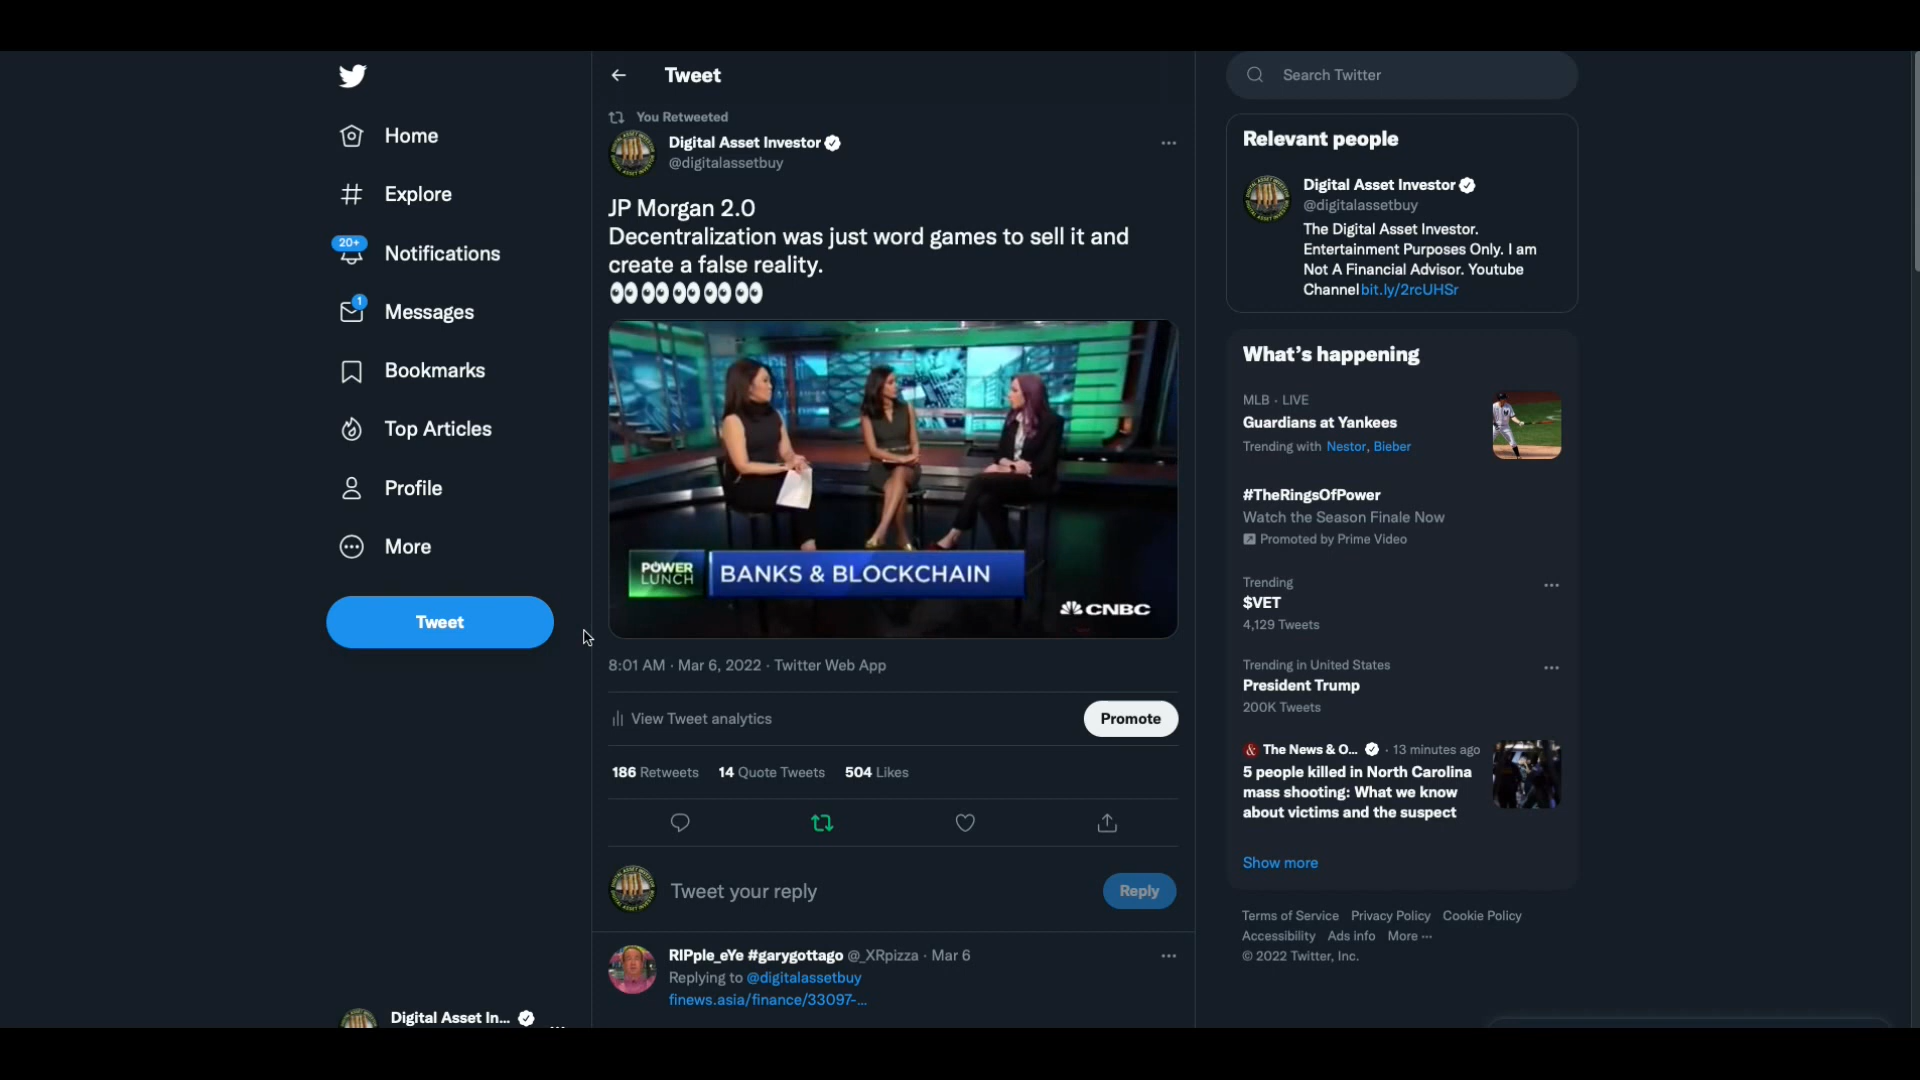 Home
Explore
20+
Notifications
1
Messages
Bookmarks
Top Articles
Profile
More
Tweet
Digital Asset In...
Tweet
You Retweeted
Digital Asset Investor
@digitalassetbuy
JP Morgan 2.0
Decentralization was just word games to sell it and
create a false reality.
POWER
LUNCH
BANKS & BLOCKCHAIN
CNBC
8:01 AM · Mar 6, 2022 · Twitter Web App
View Tweet analytics
Promote
186 Retweets 14 Quote Tweets 504 Likes
Tweet your reply
Reply
RIPple_eYe #garygottago @_XRpizza · Mar 6
Replying to @digitalassetbuy
finews.asia/finance/33097-...
Search Twitter
Relevant people
Digital Asset Investor
@digitalassetbuy
The Digital Asset Investor.
Entertainment Purposes Only. I am
Not A Financial Advisor. Youtube
Channel bit.ly/2rcUHSr
What's happening
MLB · LIVE
Guardians at Yankees
Trending with Nestor, Bieber
#TheRingsOfPower
Watch the Season Finale Now
Promoted by Prime Video
Trending
$VET
4,129 Tweets
Trending in United States
President Trump
200K Tweets
The News & O... · 13 minutes ago
5 people killed in North Carolina
mass shooting: What we know
about victims and the suspect
Show more
Terms of Service Privacy Policy Cookie Policy
Accessibility Ads info More ...
© 2022 Twitter, Inc.